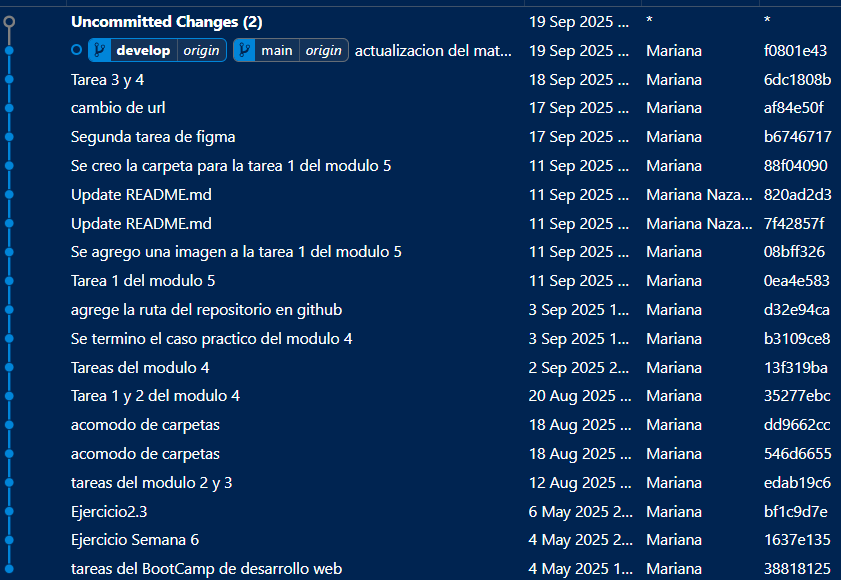 Uncommitted Changes (2) 19 Sep 2025 ... * *
develop origin main origin actualizacion del mat... 19 Sep 2025 ... Mariana f0801e43
Tarea 3 y 4 18 Sep 2025 ... Mariana 6dc1808b
cambio de url 17 Sep 2025 ... Mariana af84e50f
Segunda tarea de figma 17 Sep 2025 ... Mariana b6746717
Se creo la carpeta para la tarea 1 del modulo 5 11 Sep 2025 ... Mariana 88f04090
Update README.md 11 Sep 2025 ... Mariana Naza... 820ad2d3
Update README.md 11 Sep 2025 ... Mariana Naza... 7f42857f
Se agrego una imagen a la tarea 1 del modulo 5 11 Sep 2025 ... Mariana 08bff326
Tarea 1 del modulo 5 11 Sep 2025 ... Mariana 0ea4e583
agrege la ruta del repositorio en github 3 Sep 2025 1... Mariana d32e94ca
Se termino el caso practico del modulo 4 3 Sep 2025 1... Mariana b3109ce8
Tareas del modulo 4 2 Sep 2025 2... Mariana 13f319ba
Tarea 1 y 2 del modulo 4 20 Aug 2025 ... Mariana 35277ebc
acomodo de carpetas 18 Aug 2025 ... Mariana dd9662cc
acomodo de carpetas 18 Aug 2025 ... Mariana 546d6655
tareas del modulo 2 y 3 12 Aug 2025 ... Mariana edab19c6
Ejercicio2.3 6 May 2025 2... Mariana bf1c9d7e
Ejercicio Semana 6 4 May 2025 2... Mariana 1637e135
tareas del BootCamp de desarrollo web 4 May 2025 1... Mariana 38818125